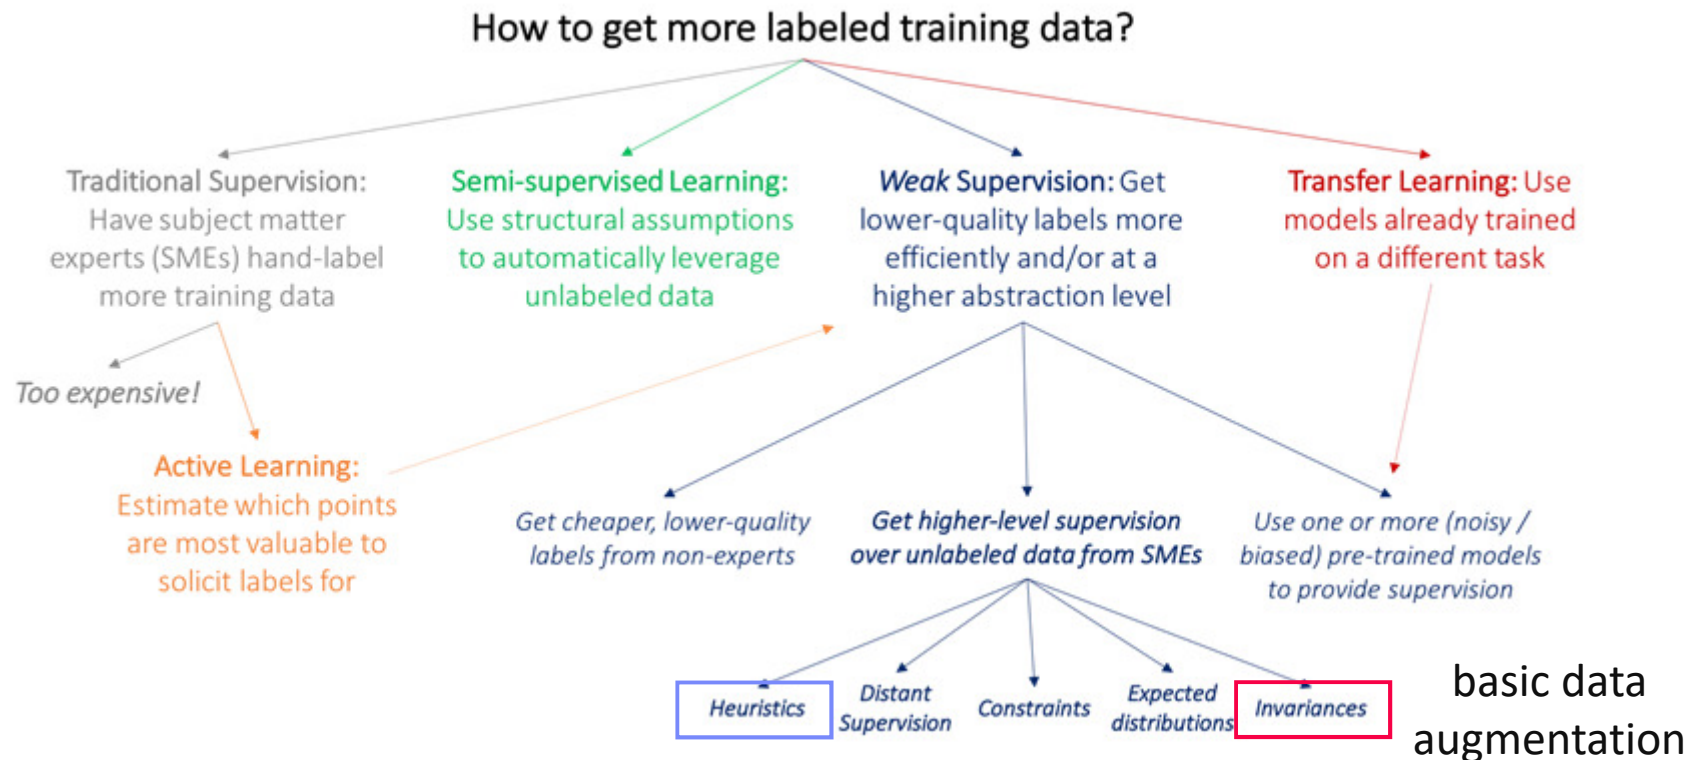 How to get more labeled training data?
Traditional Supervision:
Have subject matter
experts (SMEs) hand-label
more training data
Semi-supervised Learning:
Use structural assumptions
to automatically leverage
unlabeled data
Weak Supervision: Get
lower-quality labels more
efficiently and/or at a
higher abstraction level
Transfer Learning: Use
models already trained
on a different task
Too expensive!
Active Learning:
Estimate which points
are most valuable to
solicit labels for
Get cheaper, lower-quality
labels from non-experts
Get higher-level supervision
over unlabeled data from SMEs
Use one or more (noisy /
biased) pre-trained models
to provide supervision
Heuristics
Distant
Supervision
Constraints
Expected
distributions
Invariances
basic data
augmentation